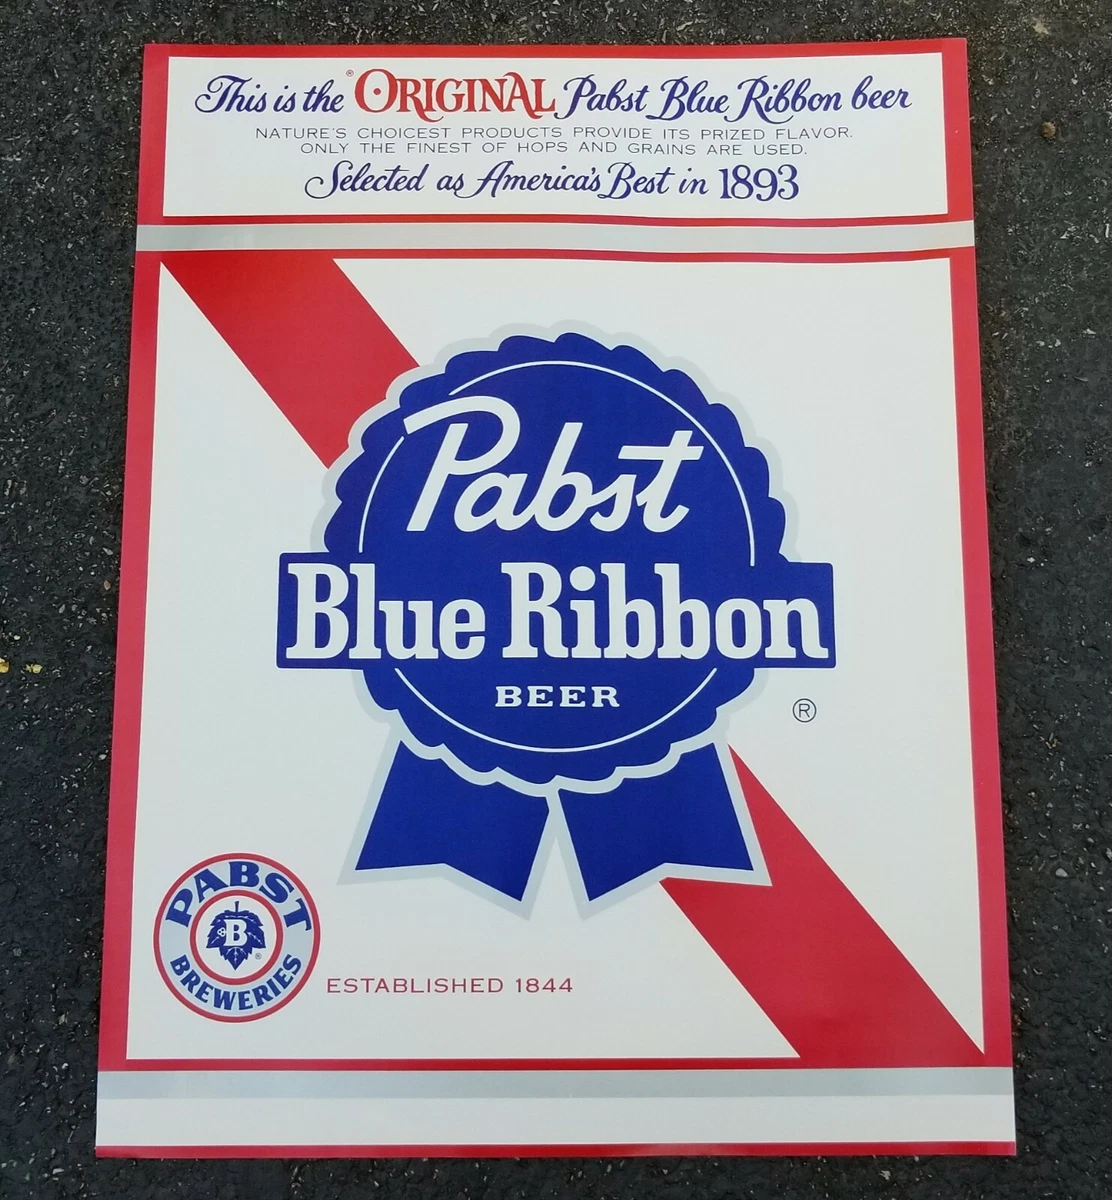 This is the ORIGINAL® Pabst Blue Ribbon beer
NATURE'S CHOICEST PRODUCTS PROVIDE ITS PRIZED FLAVOR.
ONLY THE FINEST OF HOPS AND GRAINS ARE USED.
Selected as America's Best in 1893
Pabst
Blue Ribbon
BEER
®
PABST
B
®
BREWERIES
ESTABLISHED 1844